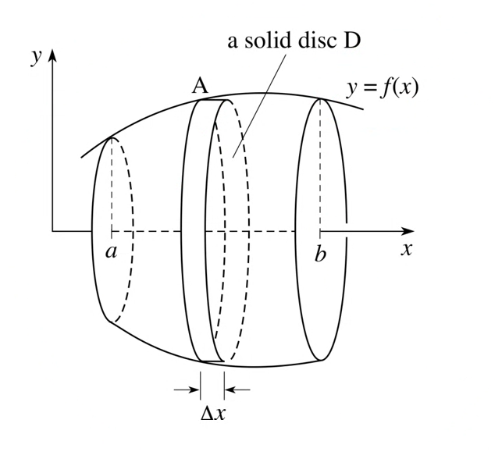 a solid disc D
y
A
y = f(x)
a
b
x
Δx